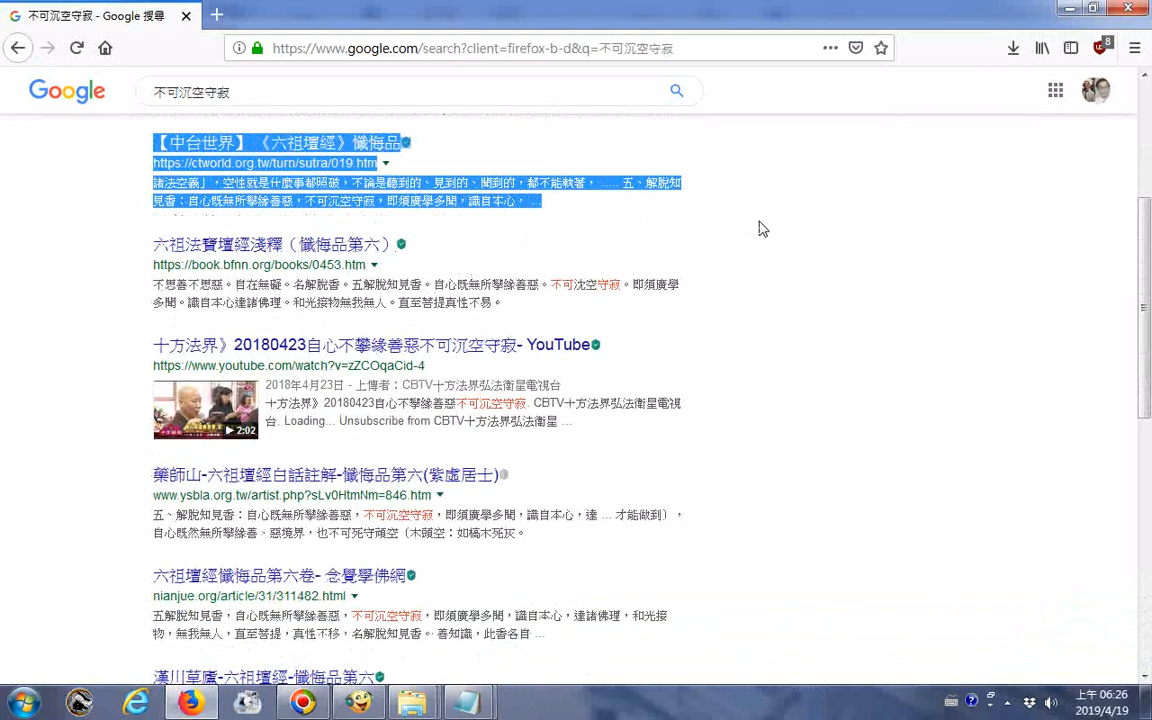 不可沉空守寂 - Google 搜尋
https://www.google.com/search?client=firefox-b-d&q=不可沉空守寂
8
Google
不可沉空守寂
【中台世界】《六祖壇經》懺悔品
https://ctworld.org.tw/turn/sutra/019.htm
諸法空義」，空性就是什麼事都照破，不論是聽到的、見到的、聞到的，都不能執著， ..... 五、解脫知
見香：自心既無所攀緣善惡，不可沉空守寂，即須廣學多聞，識自本心， ...
六祖法寶壇經淺釋（懺悔品第六）
https://book.bfnn.org/books/0453.htm
不思善不思惡。自在無礙。名解脫香。五解脫知見香。自心既無所攀緣善惡。不可沈空守寂。即須廣學
多聞。識自本心達諸佛理。和光接物無我無人。直至菩提真性不易。
十方法界》20180423自心不攀緣善惡不可沉空守寂- YouTube
https://www.youtube.com/watch?v=zZCOqaCid-4
2018年4月23日 - 上傳者：CBTV十方法界弘法衛星電視台
十方法界》20180423自心不攀緣善惡不可沉空守寂. CBTV十方法界弘法衛星電視
台. Loading... Unsubscribe from CBTV十方法界弘法衛星 ...
2:02
藥師山-六祖壇經白話註解-懺悔品第六(紫虛居士)
www.ysbla.org.tw/artist.php?sLv0HtmNm=846.htm
五、解脫知見香：自心既無所攀緣善惡，不可沉空守寂，即須廣學多聞，識自本心，達 ... 才能做到），
自心既然無所攀緣善、惡境界，也不可死守頑空（木頭空：如槁木死灰。
六祖壇經懺悔品第六卷- 念覺學佛網
nianjue.org/article/31/311482.html
五解脫知見香，自心既無所攀緣善惡，不可沉空守寂，即須廣學多聞，識自本心，達諸佛理，和光接
物，無我無人，直至菩提，真性不移，名解脫知見香。· 善知識，此香各自 ...
漢川草廬-六祖壇經-懺悔品第六
上午 06:26
2019/4/19